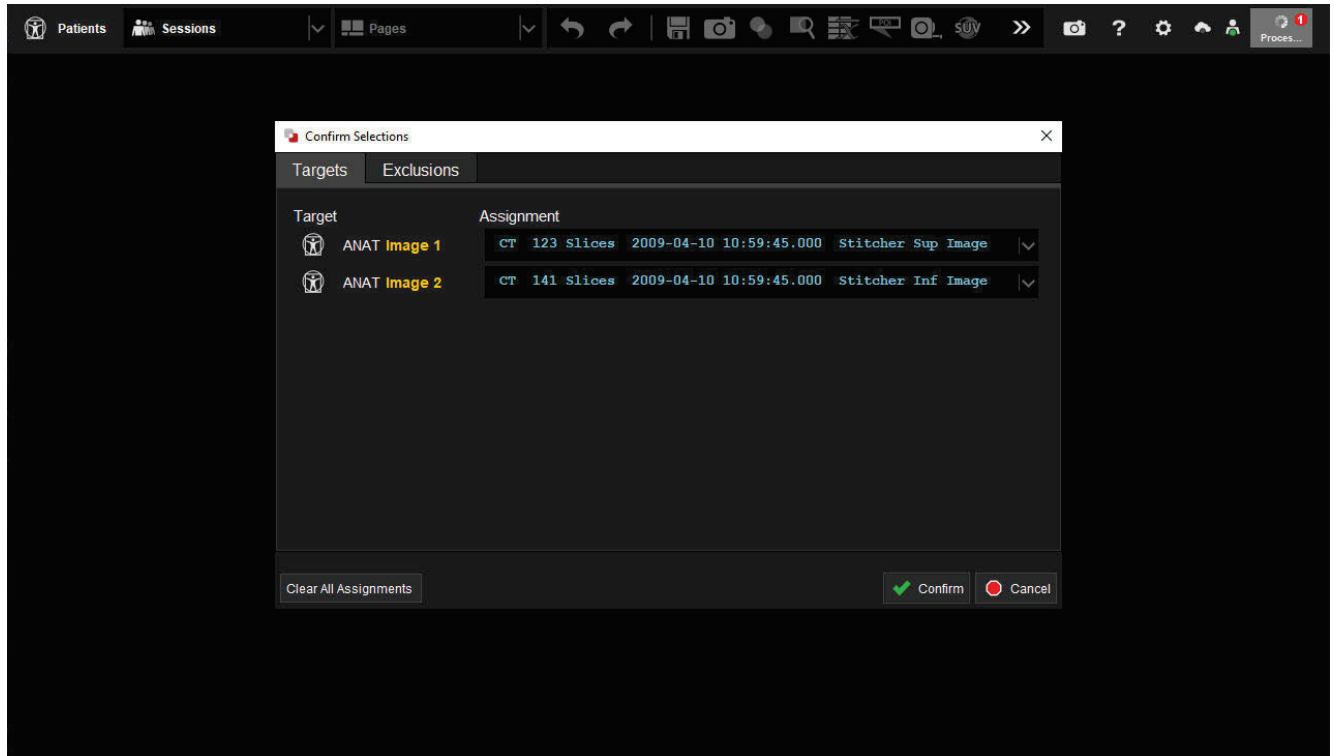 Patients Sessions Pages POI SUV » ? 1
Proces...
Confirm Selections
Targets Exclusions
Target Assignment
ANAT Image 1 CT 123 Slices 2009-04-10 10:59:45.000 Stitcher Sup Image
ANAT Image 2 CT 141 Slices 2009-04-10 10:59:45.000 Stitcher Inf Image
Clear All Assignments Confirm Cancel